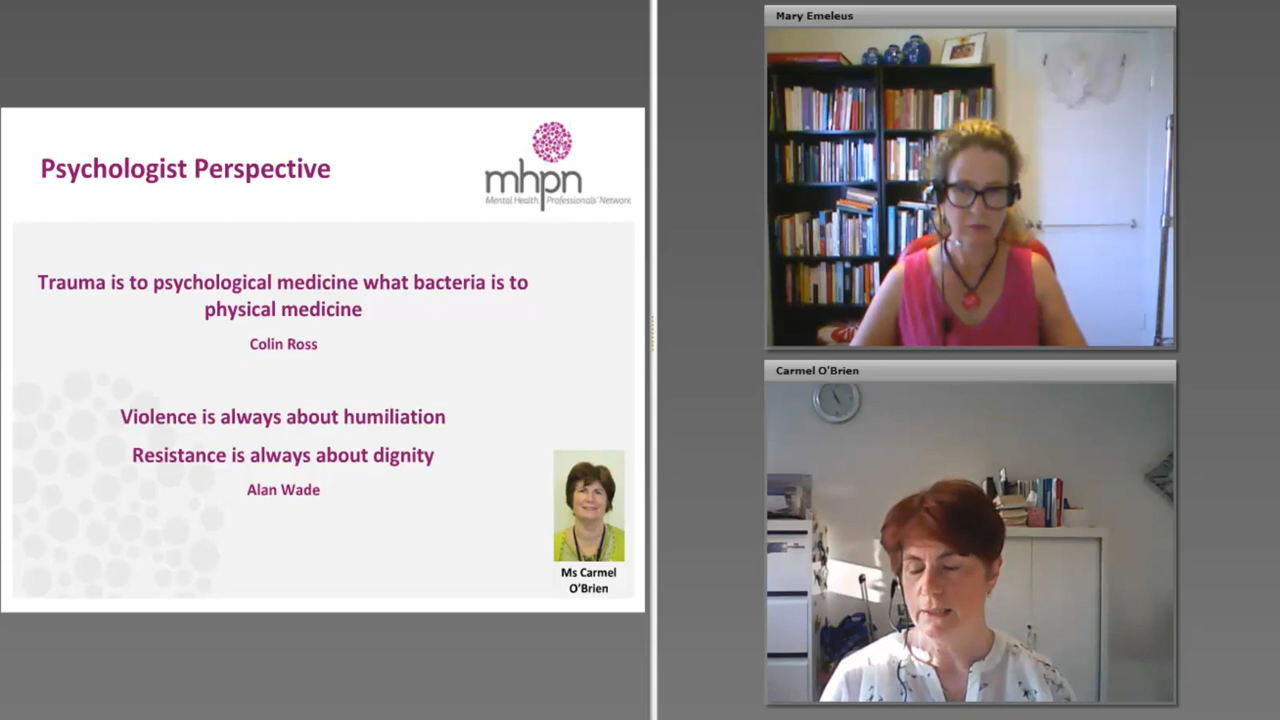 Psychologist Perspective
mhpn
Mental Health Professionals' Network
Trauma is to psychological medicine what bacteria is to
physical medicine
Colin Ross
Violence is always about humiliation
Resistance is always about dignity
Alan Wade
Ms Carmel
O'Brien
Mary Emeleus
Carmel O'Brien